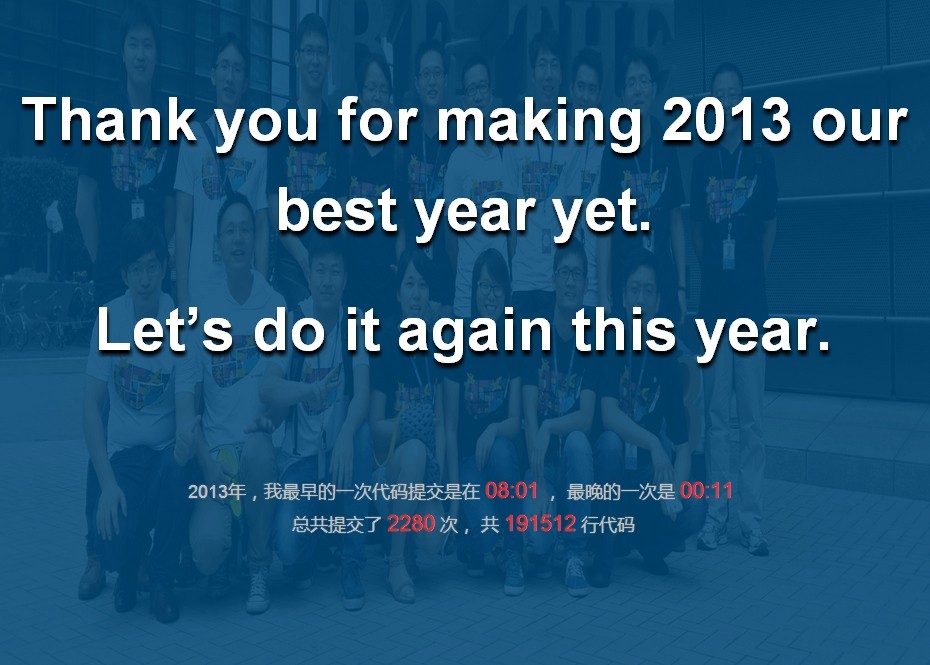 Thank you for making 2013 our
best year yet.
Let’s do it again this year.
2013年，我最早的一次代码提交是在 08:01 ， 最晚的一次是 00:11
总共提交了 2280 次， 共 191512 行代码